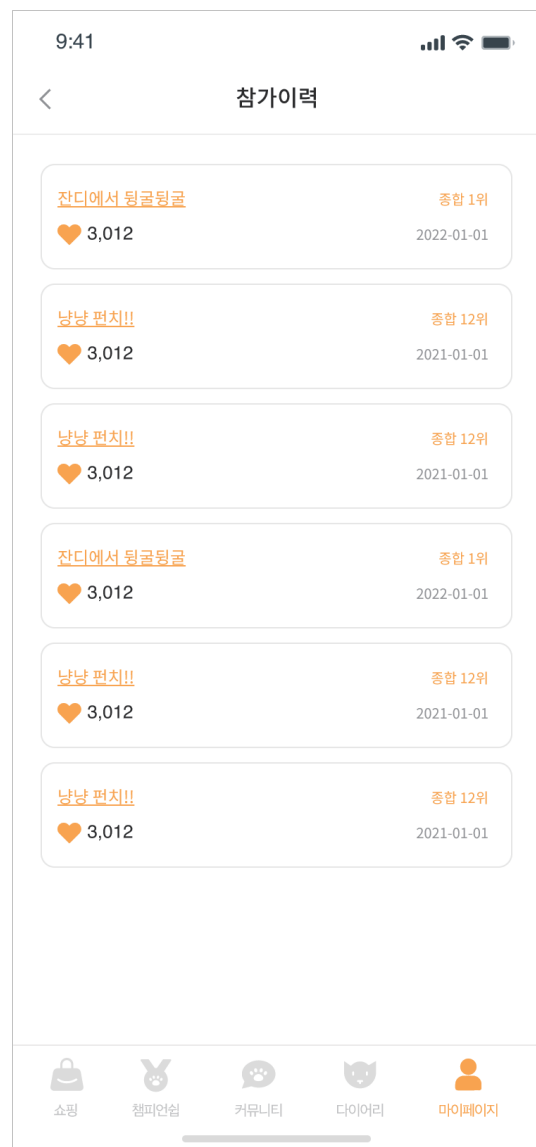 9:41
참가이력
잔디에서 뒹굴뒹굴 종합 1위
3,012 2022-01-01
냥냥 펀치!! 종합 12위
3,012 2021-01-01
냥냥 펀치!! 종합 12위
3,012 2021-01-01
잔디에서 뒹굴뒹굴 종합 1위
3,012 2022-01-01
냥냥 펀치!! 종합 12위
3,012 2021-01-01
냥냥 펀치!! 종합 12위
3,012 2021-01-01
쇼핑 챔피언쉽 커뮤니티 다이어리 마이페이지